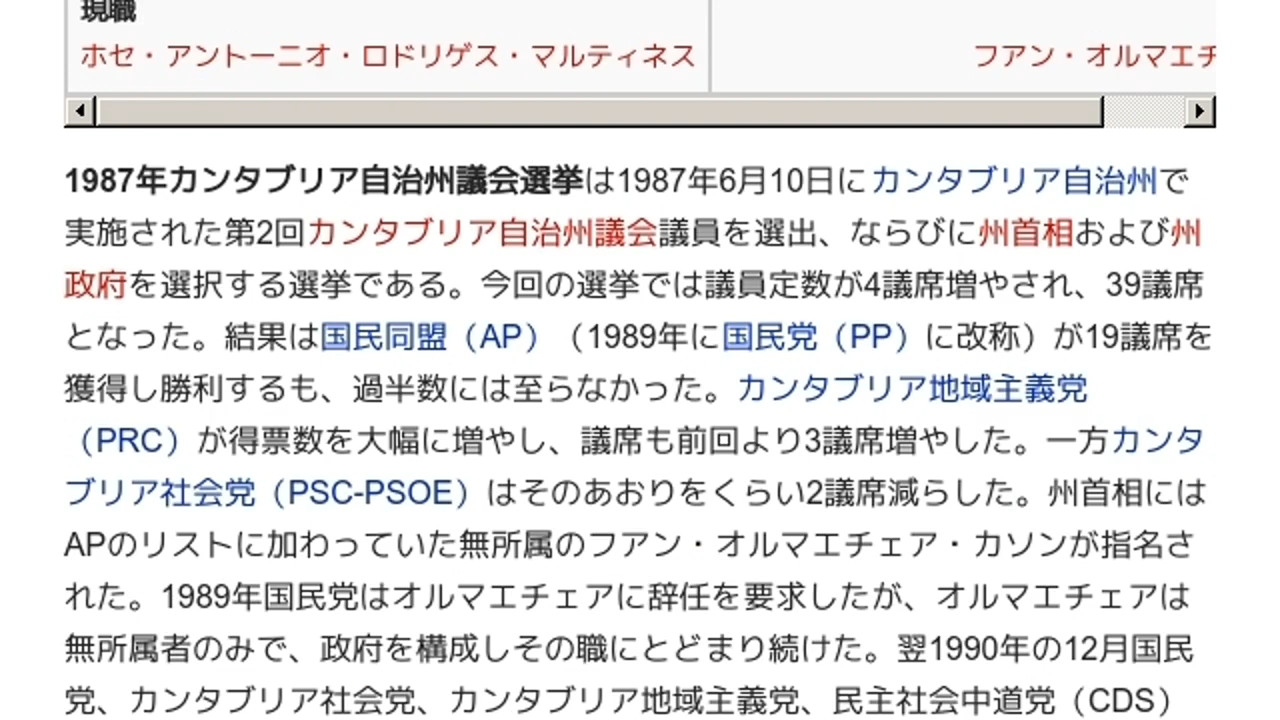 現職
ホセ・アントーニオ・ロドリゲス・マルティネス
フアン・オルマエチ
1987年カンタブリア自治州議会選挙は1987年6月10日にカンタブリア自治州で
実施された第2回カンタブリア自治州議会議員を選出、ならびに州首相および州
政府を選択する選挙である。今回の選挙では議員定数が4議席増やされ、39議席
となった。結果は国民同盟（AP）（1989年に国民党（PP）に改称）が19議席を
獲得し勝利するも、過半数には至らなかった。カンタブリア地域主義党
（PRC）が得票数を大幅に増やし、議席も前回より3議席増やした。一方カンタ
ブリア社会党（PSC-PSOE）はそのあおりをくらい2議席減らした。州首相には
APのリストに加わっていた無所属のフアン・オルマエチェア・カソンが指名さ
れた。1989年国民党はオルマエチェアに辞任を要求したが、オルマエチェアは
無所属者のみで、政府を構成しその職にとどまり続けた。翌1990年の12月国民
党、カンタブリア社会党、カンタブリア地域主義党、民主社会中道党（CDS）